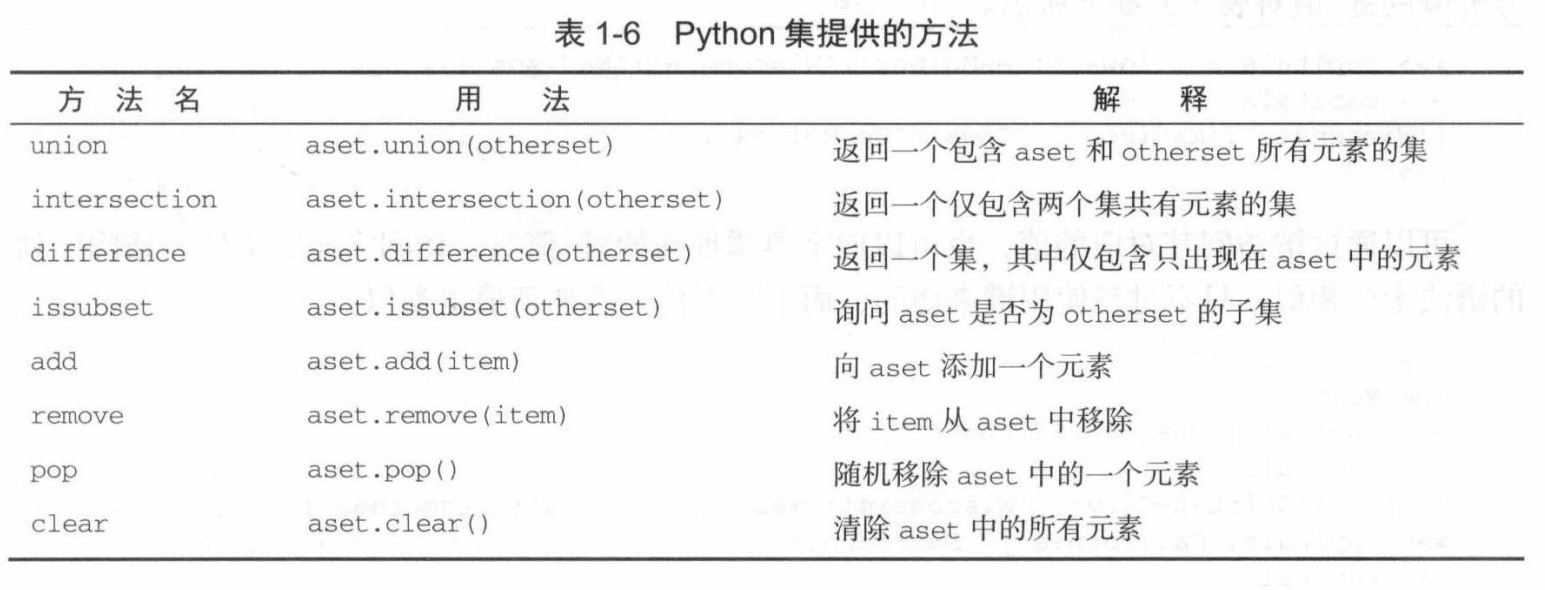 表 1-6 Python 集提供的方法
方法名 用法 解释
union aset.union(otherset) 返回一个包含 aset 和 otherset 所有元素的集
intersection aset.intersection(otherset) 返回一个仅包含两个集共有元素的集
difference aset.difference(otherset) 返回一个集，其中仅包含只出现在 aset 中的元素
issubset aset.issubset(otherset) 询问 aset 是否为 otherset 的子集
add aset.add(item) 向 aset 添加一个元素
remove aset.remove(item) 将 item 从 aset 中移除
pop aset.pop() 随机移除 aset 中的一个元素
clear aset.clear() 清除 aset 中的所有元素